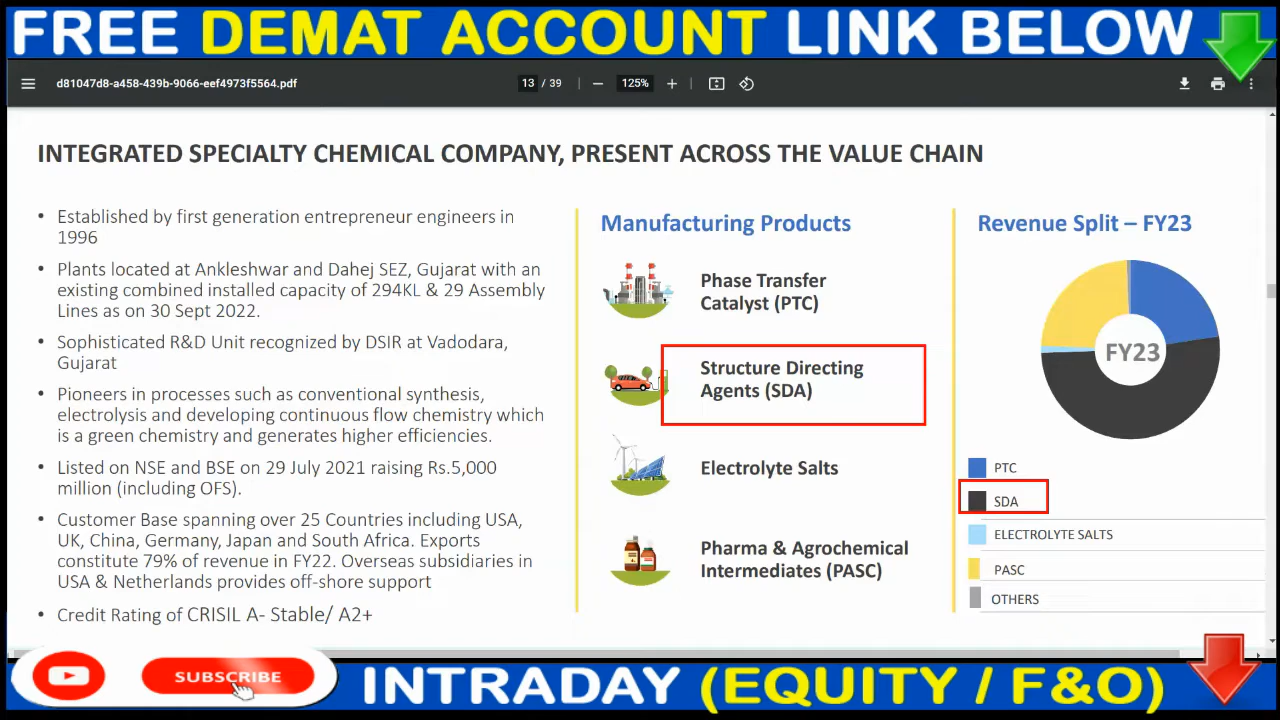 FREE DEMAT ACCOUNT LINK BELOW
d81047d8-a458-439b-9066-eef4973f5564.pdf
13 / 39
125%
INTEGRATED SPECIALTY CHEMICAL COMPANY, PRESENT ACROSS THE VALUE CHAIN
• Established by first generation entrepreneur engineers in
1996
• Plants located at Ankleshwar and Dahej SEZ, Gujarat with an
existing combined installed capacity of 294KL & 29 Assembly
Lines as on 30 Sept 2022.
• Sophisticated R&D Unit recognized by DSIR at Vadodara,
Gujarat
• Pioneers in processes such as conventional synthesis,
electrolysis and developing continuous flow chemistry which
is a green chemistry and generates higher efficiencies.
• Listed on NSE and BSE on 29 July 2021 raising Rs.5,000
million (including OFS).
• Customer Base spanning over 25 Countries including USA,
UK, China, Germany, Japan and South Africa. Exports
constitute 79% of revenue in FY22. Overseas subsidiaries in
USA & Netherlands provides off-shore support
• Credit Rating of CRISIL A- Stable/ A2+
Manufacturing Products
Phase Transfer
Catalyst (PTC)
Structure Directing
Agents (SDA)
Electrolyte Salts
Pharma & Agrochemical
Intermediates (PASC)
Revenue Split – FY23
FY23
PTC
SDA
ELECTROLYTE SALTS
PASC
OTHERS
SUBSCRIBE
INTRADAY (EQUITY / F&O)